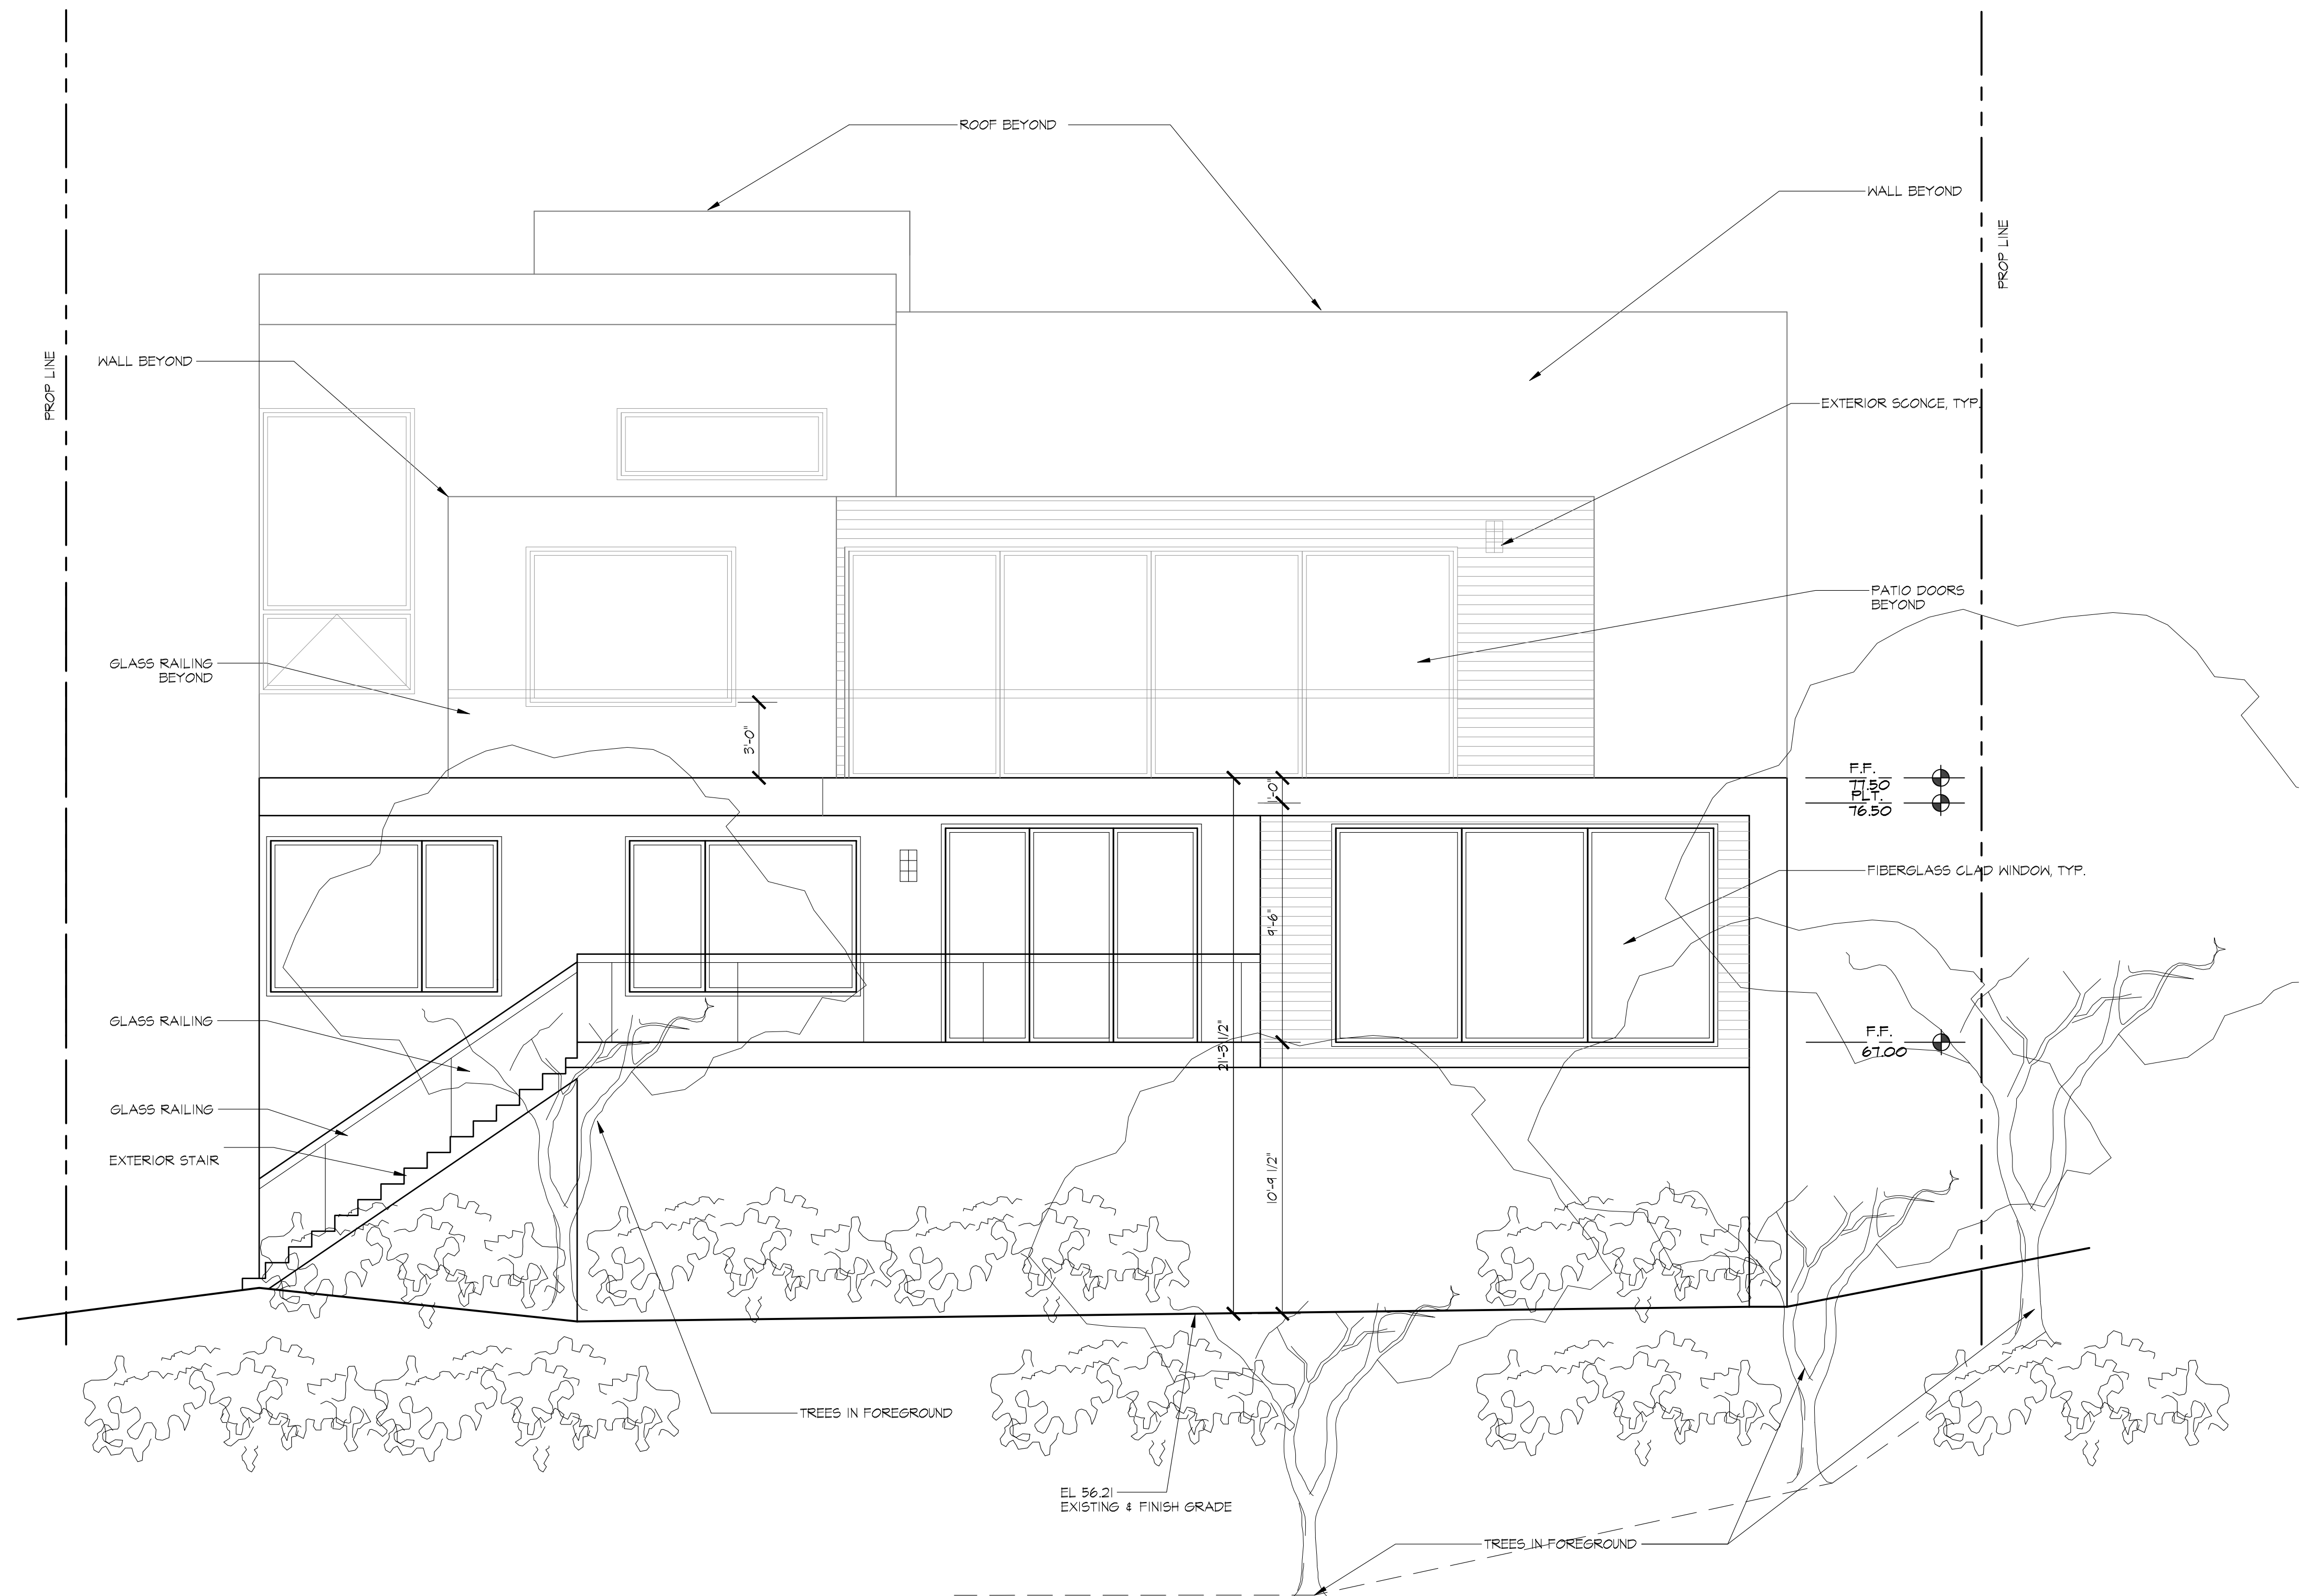 ROOF BEYOND
WALL BEYOND
PROP LINE
PROP LINE
WALL BEYOND
EXTERIOR SCONCE, TYP.
PATIO DOORS
BEYOND
GLASS RAILING
BEYOND
3'-0"
1'-0"
F.F.
77.50
PLT.
76.50
FIBERGLASS CLAD WINDOW, TYP.
9'-6"
GLASS RAILING
21'-3 1/2"
F.F.
67.00
GLASS RAILING
EXTERIOR STAIR
10'-9 1/2"
TREES IN FOREGROUND
EL 56.21
EXISTING & FINISH GRADE
TREES IN FOREGROUND